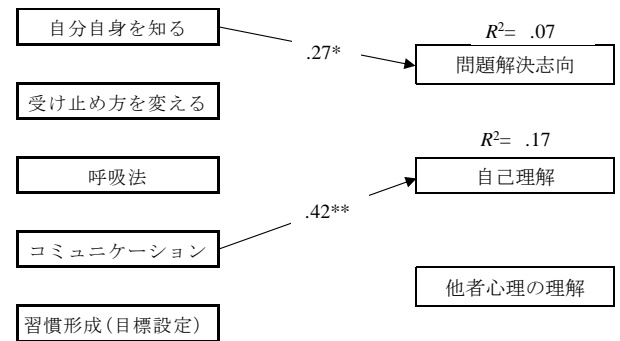 自分自身を知る
受け止め方を変える
呼吸法
コミュニケーション
習慣形成(目標設定)
.27*
.42**
R²= .07
問題解決志向
R²= .17
自己理解
他者心理の理解